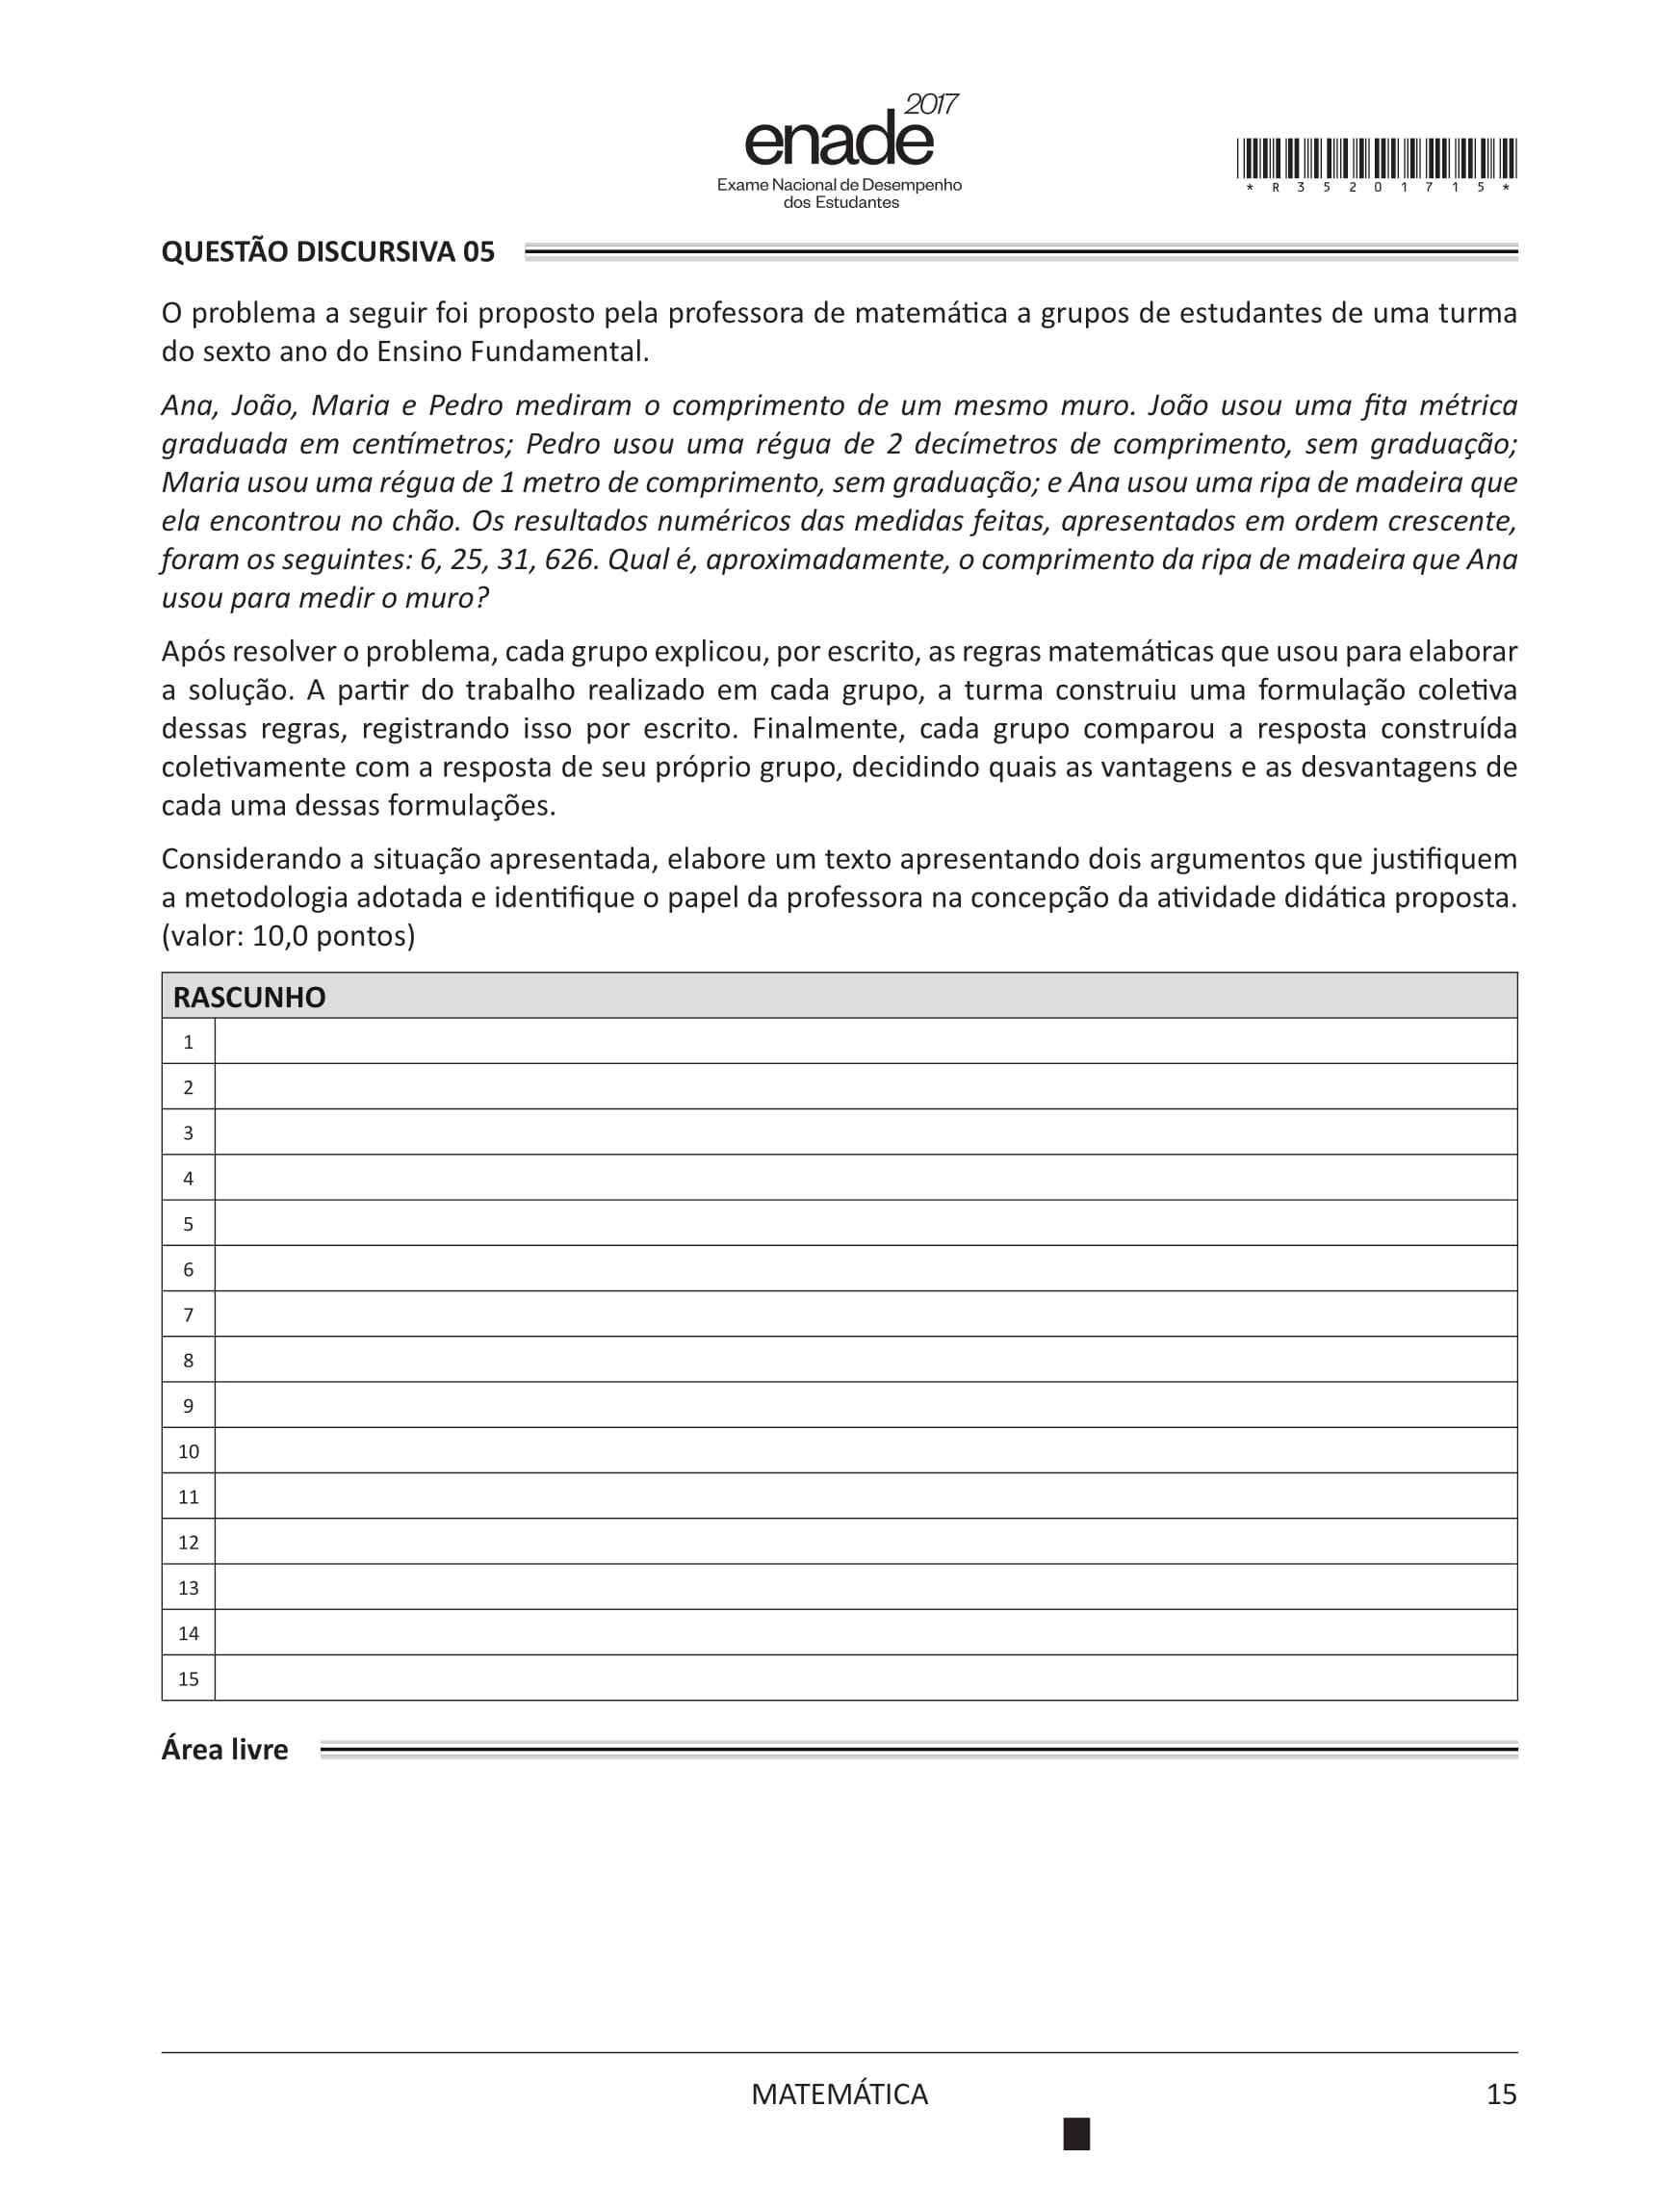 2017
enade
Exame Nacional de Desempenho
dos Estudantes
* R 3 5 2 0 1 7 1 5 *
QUESTÃO DISCURSIVA 05
O problema a seguir foi proposto pela professora de matemática a grupos de estudantes de uma turma
do sexto ano do Ensino Fundamental.
Ana, João, Maria e Pedro mediram o comprimento de um mesmo muro. João usou uma fita métrica
graduada em centímetros; Pedro usou uma régua de 2 decímetros de comprimento, sem graduação;
Maria usou uma régua de 1 metro de comprimento, sem graduação; e Ana usou uma ripa de madeira que
ela encontrou no chão. Os resultados numéricos das medidas feitas, apresentados em ordem crescente,
foram os seguintes: 6, 25, 31, 626. Qual é, aproximadamente, o comprimento da ripa de madeira que Ana
usou para medir o muro?
Após resolver o problema, cada grupo explicou, por escrito, as regras matemáticas que usou para elaborar
a solução. A partir do trabalho realizado em cada grupo, a turma construiu uma formulação coletiva
dessas regras, registrando isso por escrito. Finalmente, cada grupo comparou a resposta construída
coletivamente com a resposta de seu próprio grupo, decidindo quais as vantagens e as desvantagens de
cada uma dessas formulações.
Considerando a situação apresentada, elabore um texto apresentando dois argumentos que justifiquem
a metodologia adotada e identifique o papel da professora na concepção da atividade didática proposta.
(valor: 10,0 pontos)
RASCUNHO
1
2
3
4
5
6
7
8
9
10
11
12
13
14
15
Área livre
MATEMÁTICA
15